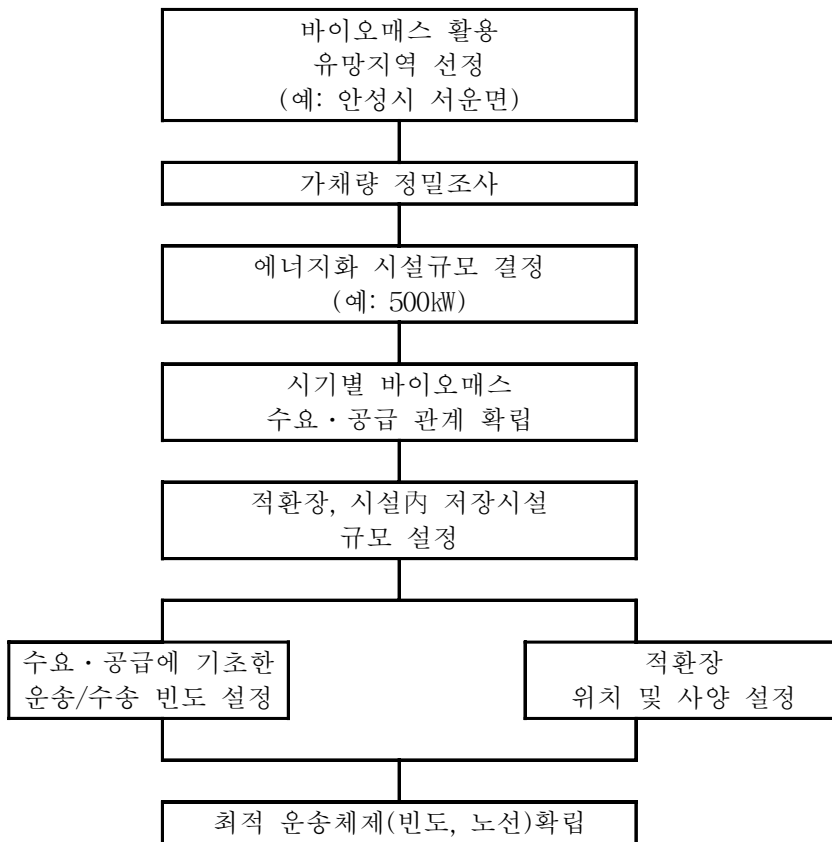 바이오매스 활용
유망지역 선정
(예: 안성시 서운면)
가채량 정밀조사
에너지화 시설규모 결정
(예: 500㎾)
시기별 바이오매스
수요·공급 관계 확립
적환장, 시설內 저장시설
규모 설정
수요·공급에 기초한
운송/수송 빈도 설정
적환장
위치 및 사양 설정
최적 운송체제(빈도, 노선)확립